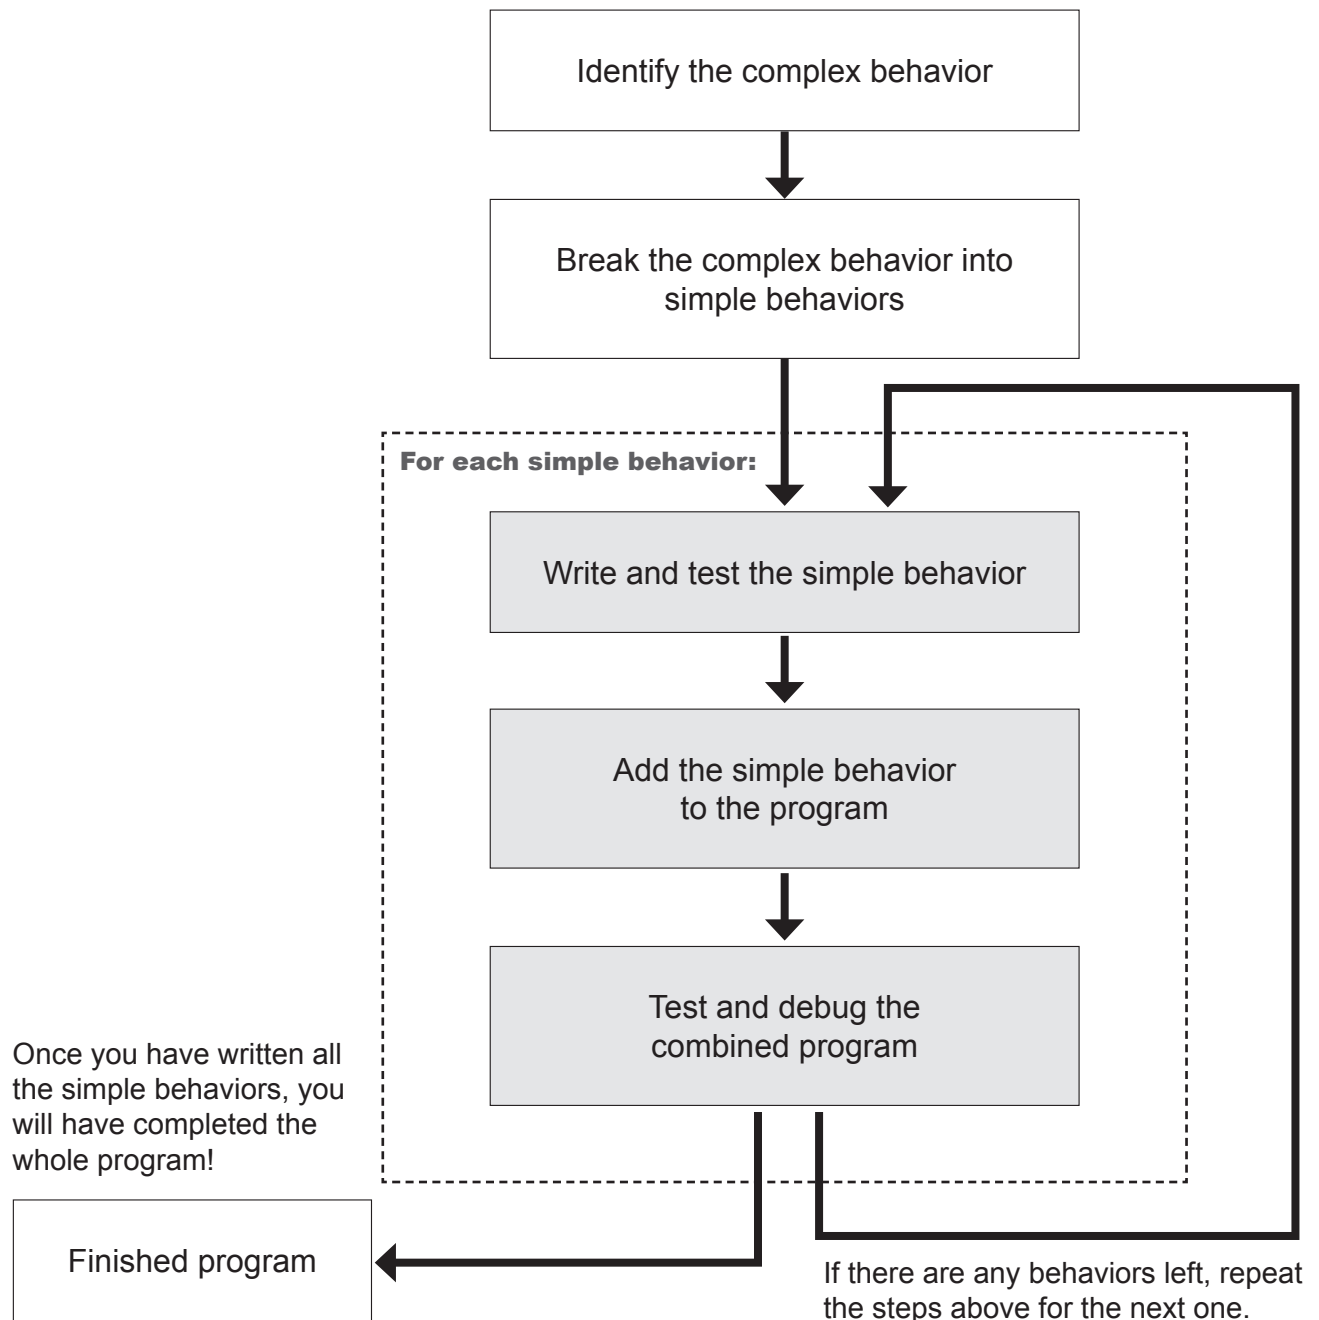 Identify the complex behavior
Break the complex behavior into
simple behaviors
For each simple behavior:
Write and test the simple behavior
Add the simple behavior
to the program
Test and debug the
combined program
Once you have written all
the simple behaviors, you
will have completed the
whole program!
Finished program
If there are any behaviors left, repeat
the steps above for the next one.